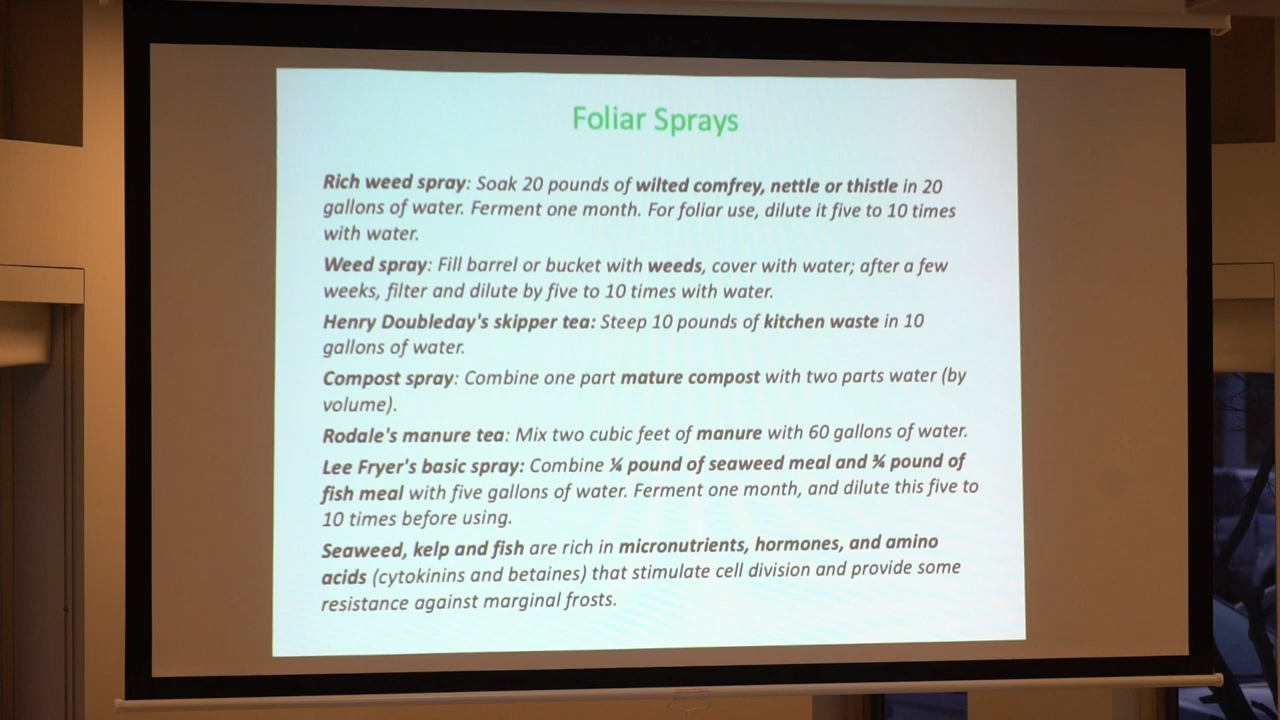 Foliar Sprays
Rich weed spray: Soak 20 pounds of wilted comfrey, nettle or thistle in 20
gallons of water. Ferment one month. For foliar use, dilute it five to 10 times
with water.
Weed spray: Fill barrel or bucket with weeds, cover with water; after a few
weeks, filter and dilute by five to 10 times with water.
Henry Doubleday's skipper tea: Steep 10 pounds of kitchen waste in 10
gallons of water.
Compost spray: Combine one part mature compost with two parts water (by
volume).
Rodale's manure tea: Mix two cubic feet of manure with 60 gallons of water.
Lee Fryer's basic spray: Combine ¼ pound of seaweed meal and ¾ pound of
fish meal with five gallons of water. Ferment one month, and dilute this five to
10 times before using.
Seaweed, kelp and fish are rich in micronutrients, hormones, and amino
acids (cytokinins and betaines) that stimulate cell division and provide some
resistance against marginal frosts.